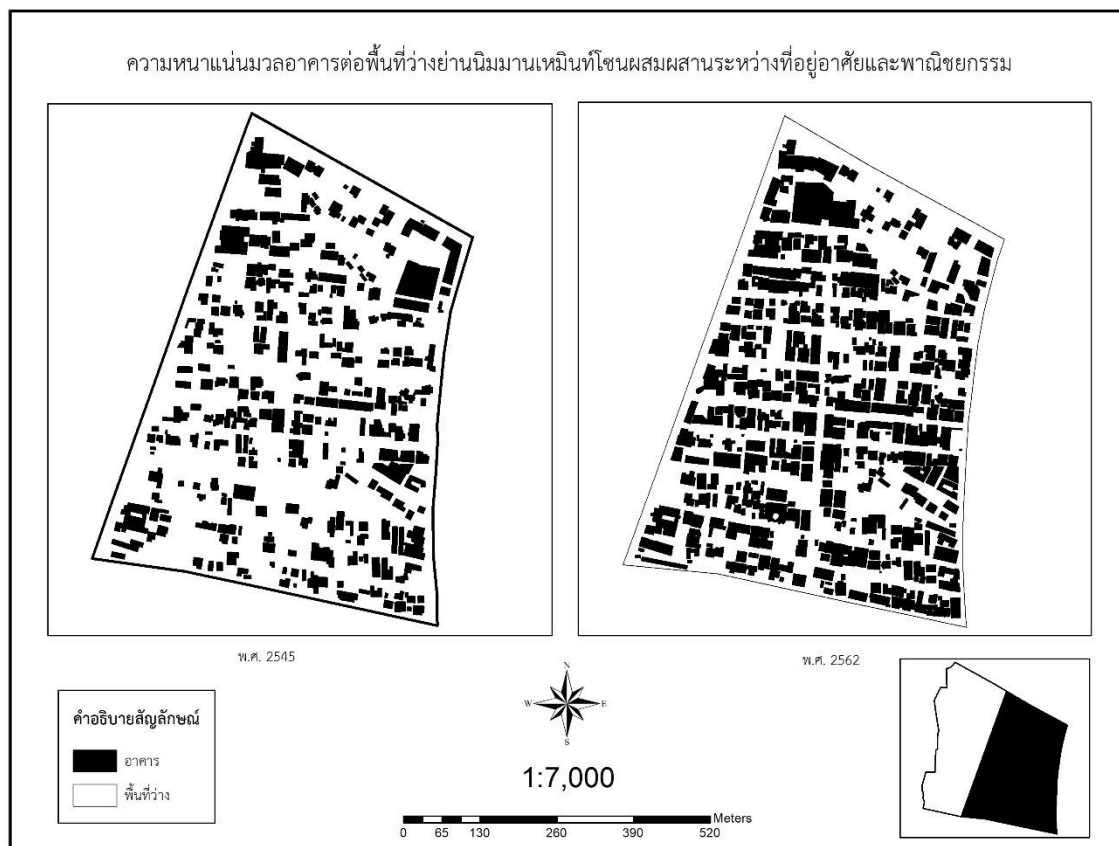 ความหนาแน่นมวลอาคารต่อพื้นที่ว่างย่านนิมมานเหมินท์โซนผสมผสานระหว่างที่อยู่อาศัยและพาณิชยกรรม
พ.ศ. 2545
พ.ศ. 2562
คำอธิบายสัญลักษณ์
อาคาร
พื้นที่ว่าง
N
W E
S
1:7,000
Meters
0 65 130 260 390 520